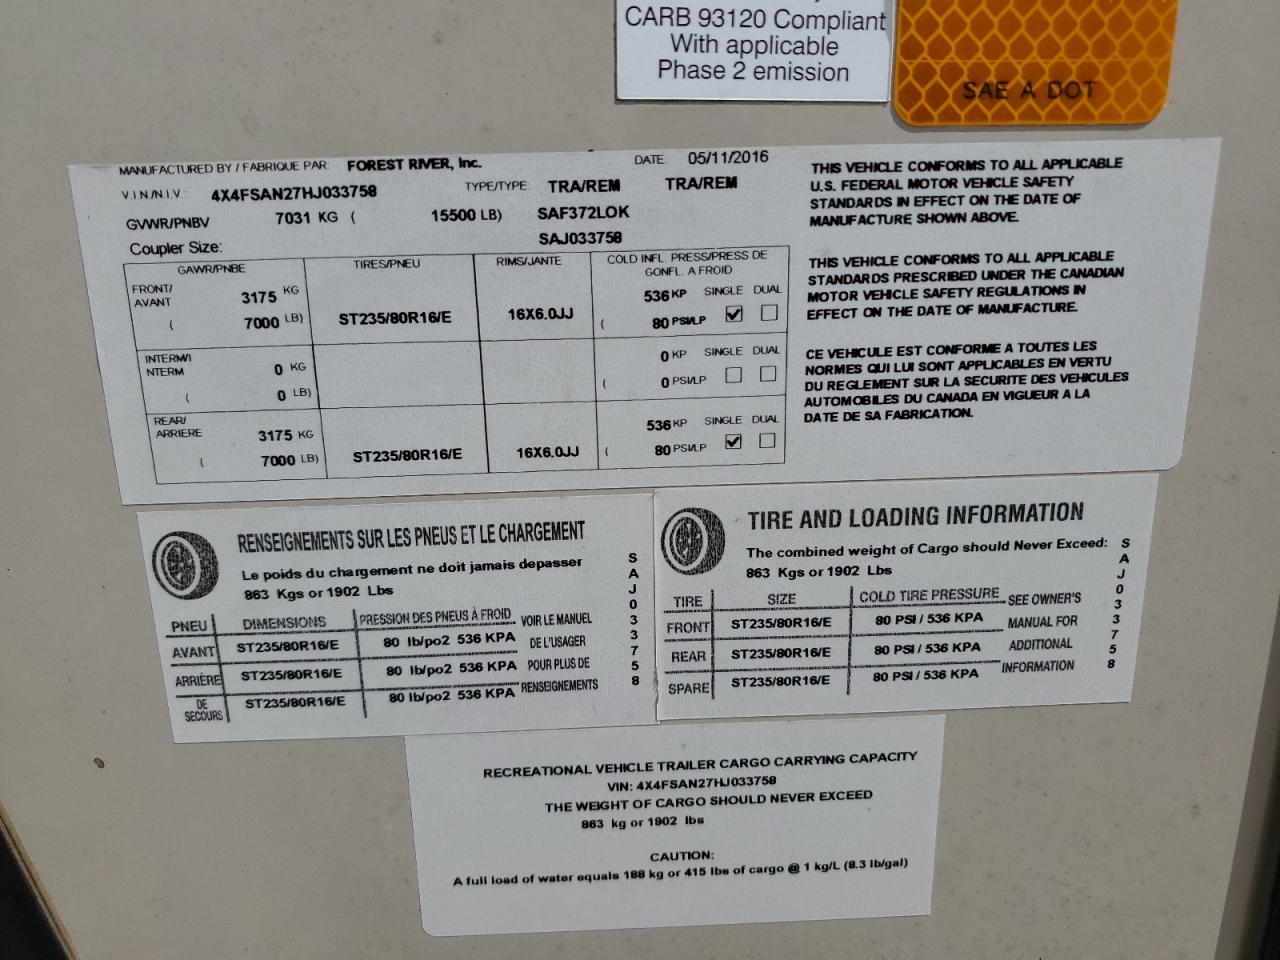 CARB 93120 Compliant
With applicable
Phase 2 emission
SAE A DOT
MANUFACTURED BY / FABRIQUE PAR: FOREST RIVER, Inc. DATE 05/11/2016
V.I.N./N.I.V.: 4X4FSAN27HJ033758 TYPE/TYPE: TRA/REM TRA/REM
GVWR/PNBV 7031 KG ( 15500 LB) SAF372LOK
Coupler Size: SAJ033758
GAWR/PNBE TIRES/PNEU RIMS/JANTE COLD INFL. PRESS/PRESS DE
GONFL. A FROID
FRONT/
AVANT 3175 KG 536 KP SINGLE DUAL
( 7000 LB) ST235/80R16/E 16X6.0JJ ( 80 PSI/LP
INTERM/I
NTERM 0 KG 0 KP SINGLE DUAL
( 0 LB) ( 0 PSI/LP
REAR/
ARRIERE 3175 KG 536 KP SINGLE DUAL
( 7000 LB) ST235/80R16/E 16X6.0JJ ( 80 PSI/LP
THIS VEHICLE CONFORMS TO ALL APPLICABLE
U.S. FEDERAL MOTOR VEHICLE SAFETY
STANDARDS IN EFFECT ON THE DATE OF
MANUFACTURE SHOWN ABOVE.
THIS VEHICLE CONFORMS TO ALL APPLICABLE
STANDARDS PRESCRIBED UNDER THE CANADIAN
MOTOR VEHICLE SAFETY REGULATIONS IN
EFFECT ON THE DATE OF MANUFACTURE.
CE VEHICULE EST CONFORME A TOUTES LES
NORMES QUI LUI SONT APPLICABLES EN VERTU
DU REGLEMENT SUR LA SECURITE DES VEHICULES
AUTOMOBILES DU CANADA EN VIGUEUR A LA
DATE DE SA FABRICATION.
RENSEIGNEMENTS SUR LES PNEUS ET LE CHARGEMENT
Le poids du chargement ne doit jamais depasser
863 Kgs or 1902 Lbs
PNEU DIMENSIONS PRESSION DES PNEUS À FROID VOIR LE MANUEL
AVANT ST235/80R16/E 80 lb/po2 536 KPA DE L'USAGER
ARRIÈRE ST235/80R16/E 80 lb/po2 536 KPA POUR PLUS DE
DE
SECOURS ST235/80R16/E 80 lb/po2 536 KPA RENSEIGNEMENTS
SAJ033758
TIRE AND LOADING INFORMATION
The combined weight of Cargo should Never Exceed:
863 Kgs or 1902 Lbs
TIRE SIZE COLD TIRE PRESSURE SEE OWNER'S
FRONT ST235/80R16/E 80 PSI / 536 KPA MANUAL FOR
REAR ST235/80R16/E 80 PSI / 536 KPA ADDITIONAL
SPARE ST235/80R16/E 80 PSI / 536 KPA INFORMATION
SAJ033758
RECREATIONAL VEHICLE TRAILER CARGO CARRYING CAPACITY
VIN: 4X4FSAN27HJ033758
THE WEIGHT OF CARGO SHOULD NEVER EXCEED
863 kg or 1902 lbs
CAUTION:
A full load of water equals 188 kg or 415 lbs of cargo @ 1 kg/L (8.3 lb/gal)